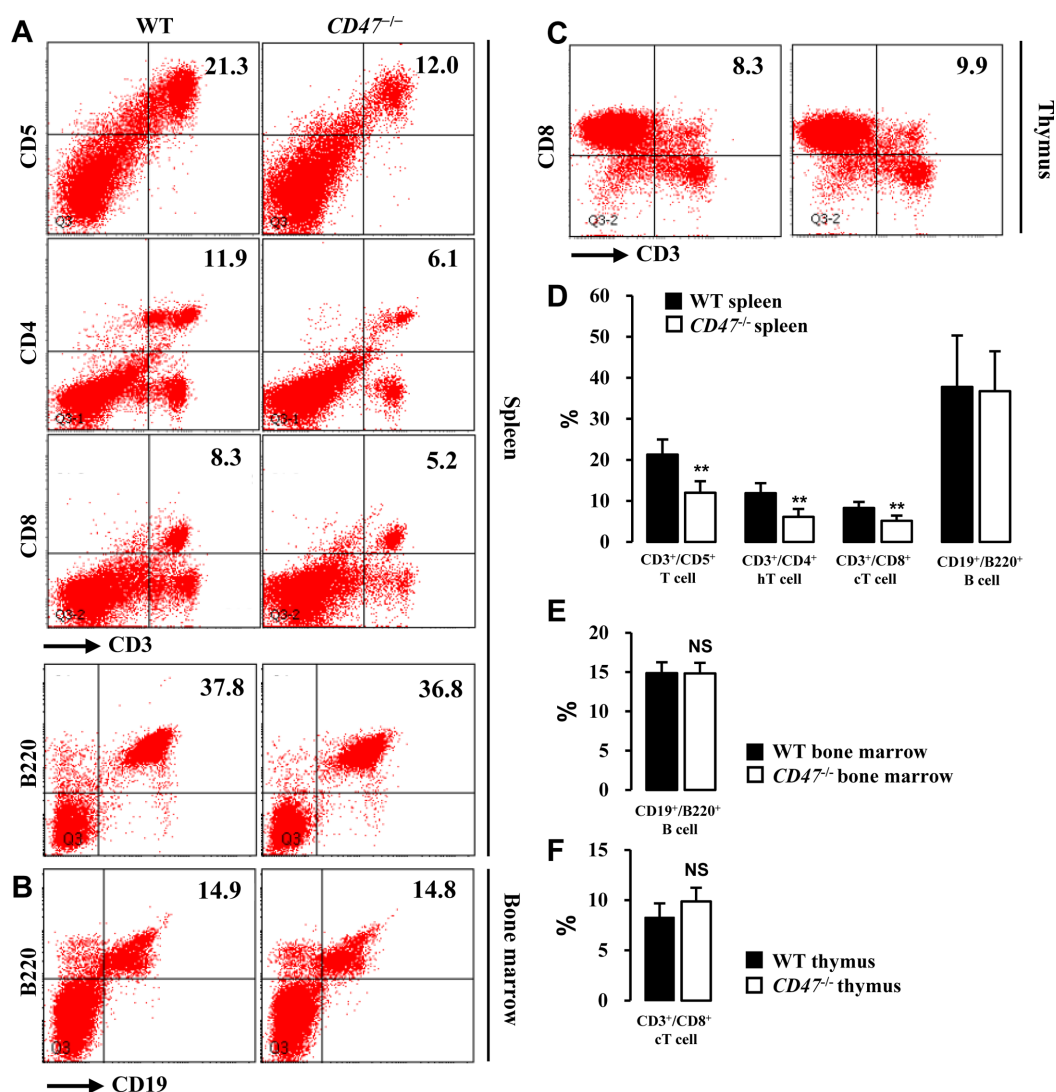 A
WT
CD47–/–
CD5
21.3
12.0
Q3
Q3
CD4
11.9
6.1
Q3-1
Q3-1
CD8
8.3
5.2
Q3-2
Q3-2
CD3
Spleen
B220
37.8
36.8
Q3
Q3
B
B220
14.9
14.8
Q3
Q3
CD19
Bone marrow
C
CD8
8.3
9.9
Q3-2
Q3-2
CD3
Thymus
D
WT spleen
CD47-/- spleen
60
50
40
30
20
10
0
%
**
**
**
CD3+/CD5+
T cell
CD3+/CD4+
hT cell
CD3+/CD8+
cT cell
CD19+/B220+
B cell
E
20
15
10
5
0
%
NS
WT bone marrow
CD47-/- bone marrow
CD19+/B220+
B cell
F
15
10
5
0
%
NS
WT thymus
CD47-/- thymus
CD3+/CD8+
cT cell